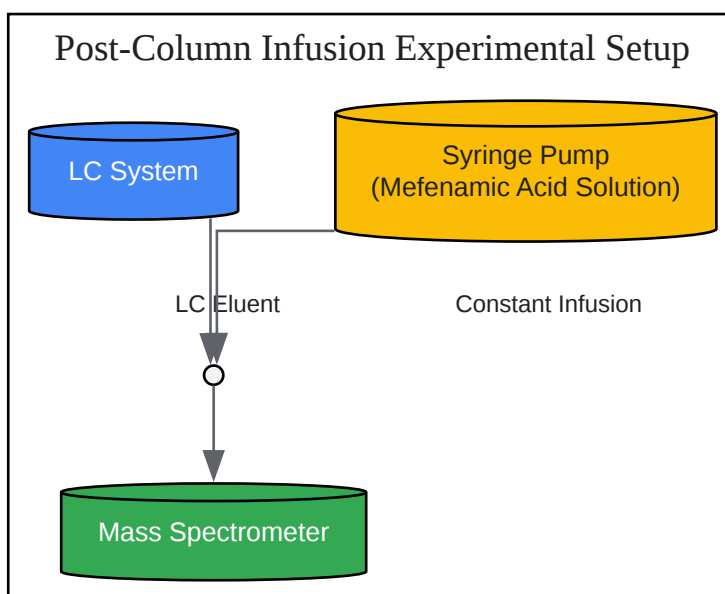 Post-Column Infusion Experimental Setup
LC System
Syringe Pump
(Mefenamic Acid Solution)
LC Eluent
Constant Infusion
Mass Spectrometer